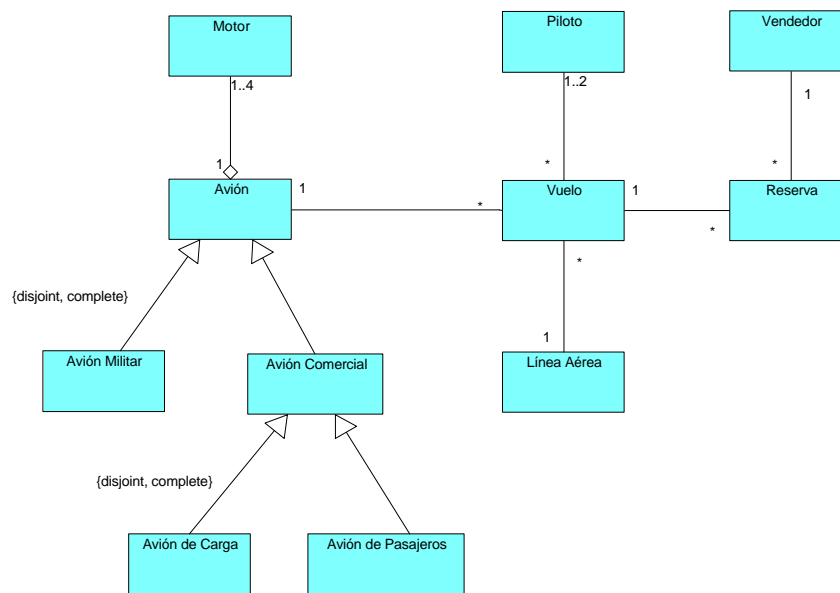 Motor
Piloto
Vendedor
1..4
1..2
1
1
*
*
Avión
1
*
Vuelo
1
*
Reserva
*
{disjoint, complete}
1
Avión Militar
Avión Comercial
Línea Aérea
{disjoint, complete}
Avión de Carga
Avión de Pasajeros